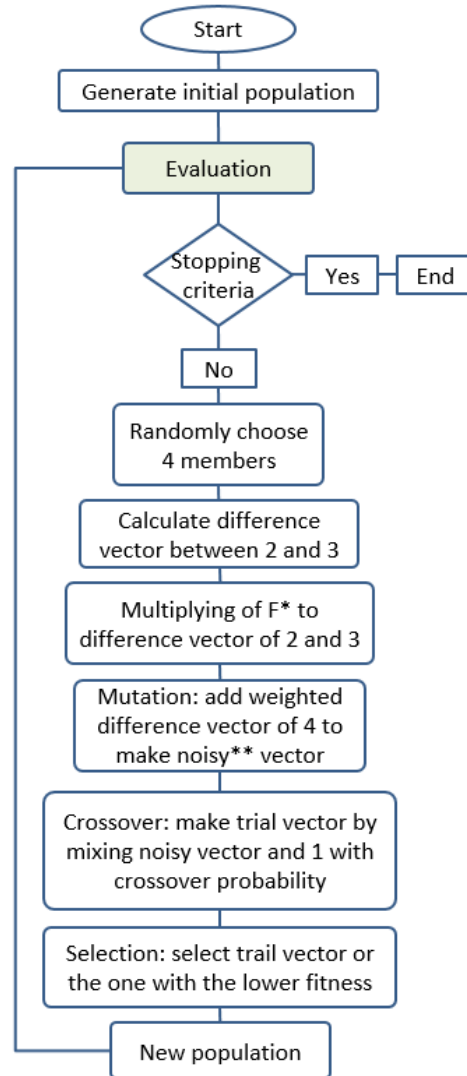 Start
Generate initial population
Evaluation
Stopping
criteria
Yes
End
No
Randomly choose
4 members
Calculate difference
vector between 2 and 3
Multiplying of F* to
difference vector of 2 and 3
Mutation: add weighted
difference vector of 4 to
make noisy** vector
Crossover: make trial vector by
mixing noisy vector and 1 with
crossover probability
Selection: select trail vector or
the one with the lower fitness
New population